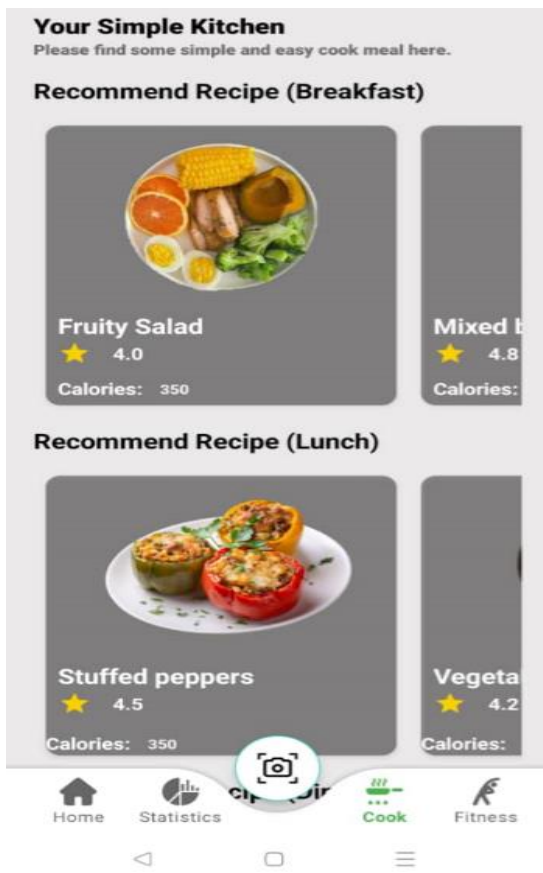 Your Simple Kitchen
Please find some simple and easy cook meal here.
Recommend Recipe (Breakfast)
Fruity Salad
4.0
Calories: 350
Mixed
4.8
Calories:
Recommend Recipe (Lunch)
Stuffed peppers
4.5
Calories: 350
Vegeta
4.2
Calories:
Home
Statistics
Cook
Fitness